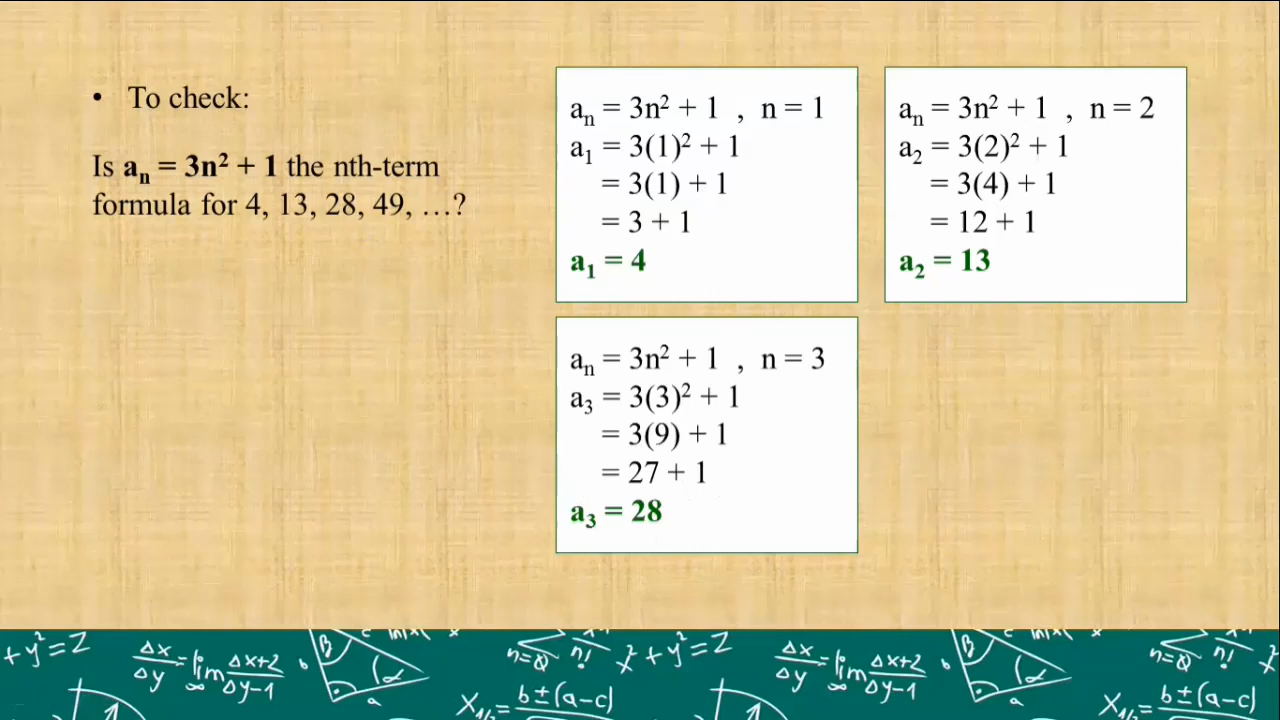 • To check:
Is aₙ = 3n² + 1 the nth-term
formula for 4, 13, 28, 49, …?
aₙ = 3n² + 1 , n = 1
a₁ = 3(1)² + 1
= 3(1) + 1
= 3 + 1
a₁ = 4
aₙ = 3n² + 1 , n = 2
a₂ = 3(2)² + 1
= 3(4) + 1
= 12 + 1
a₂ = 13
aₙ = 3n² + 1 , n = 3
a₃ = 3(3)² + 1
= 3(9) + 1
= 27 + 1
a₃ = 28